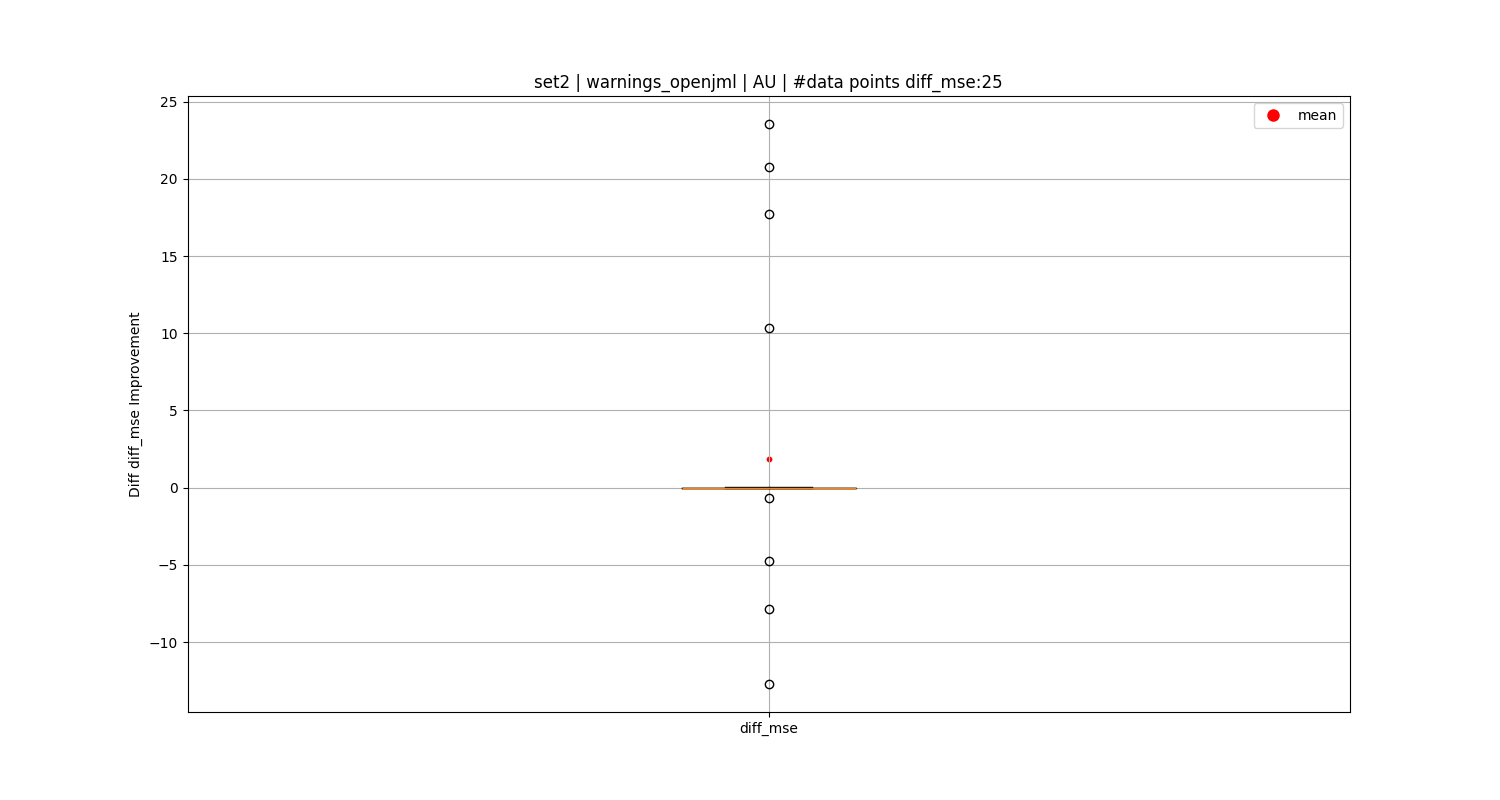 set2 | warnings_openjml | AU | #data points diff_mse:25
25
mean
20
15
10
5
0
−5
−10
Diff diff_mse Improvement
diff_mse